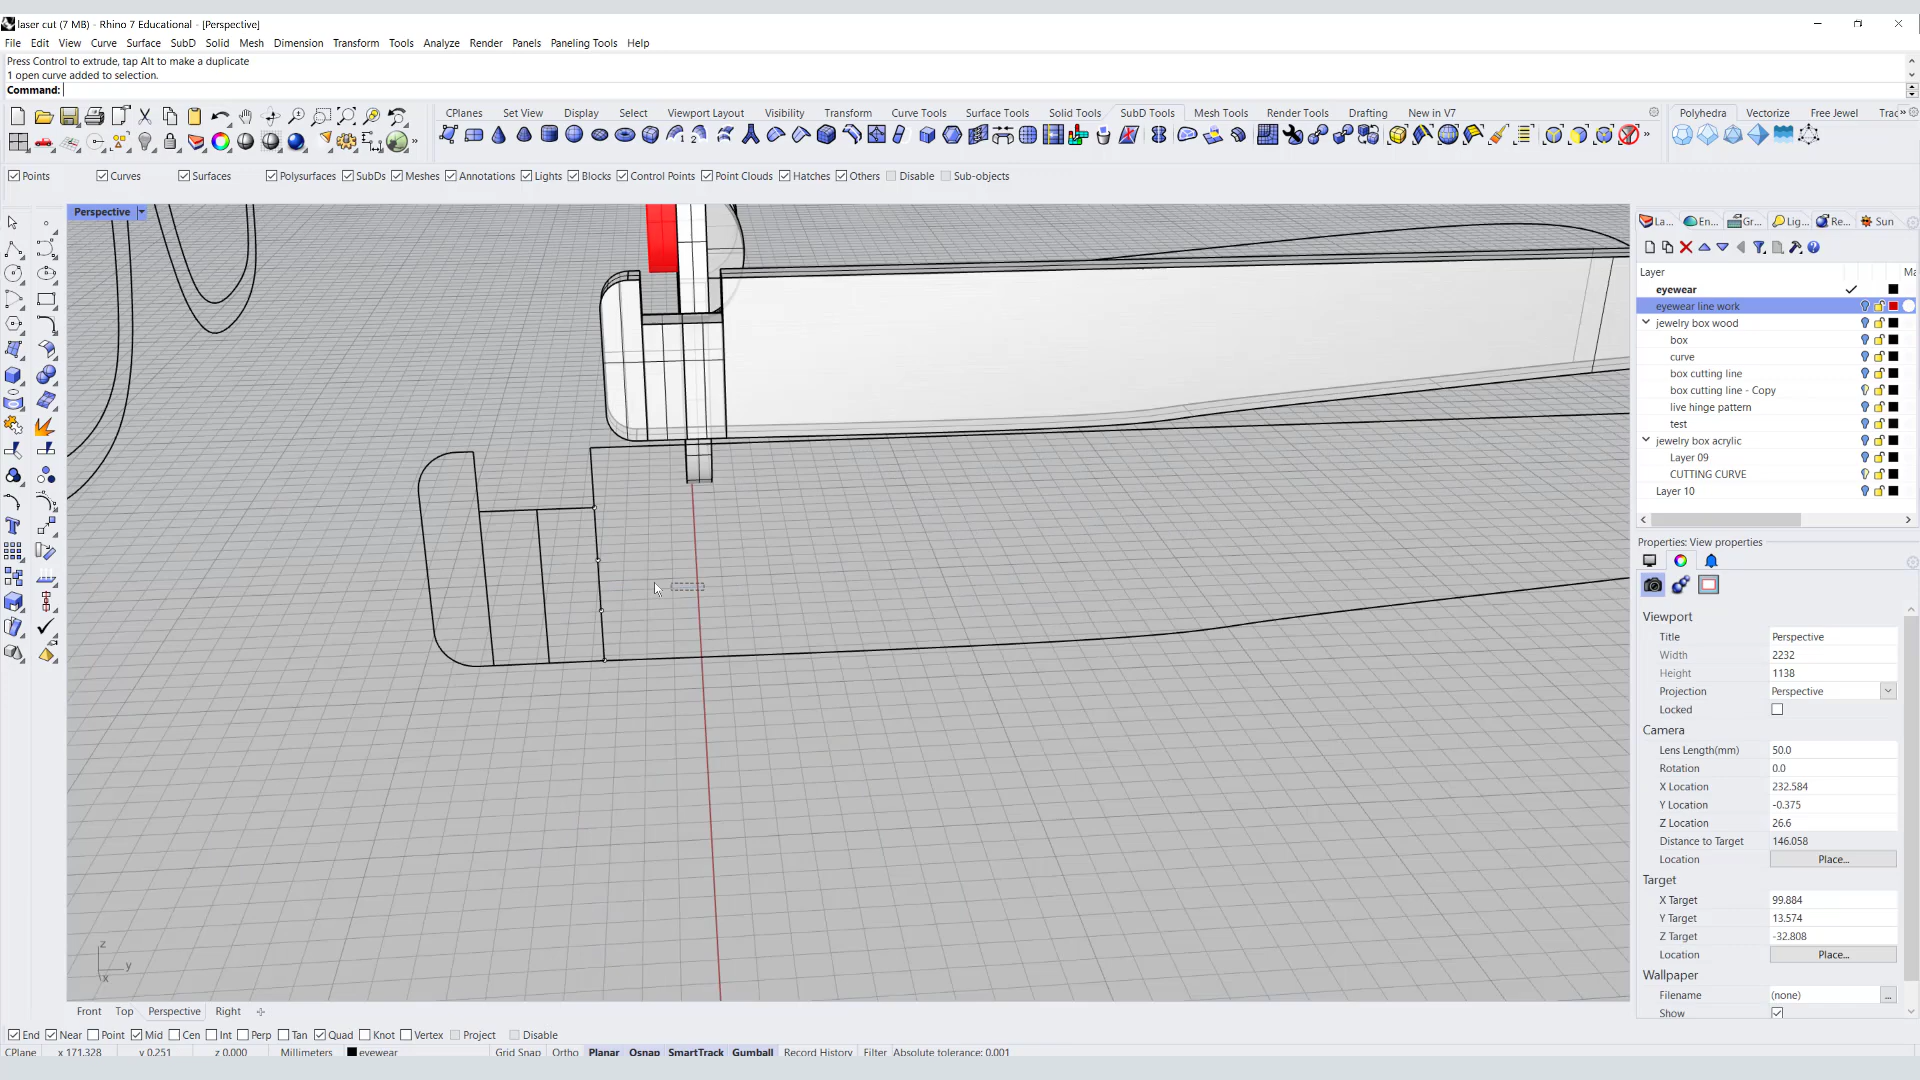 laser cut (7 MB) - Rhino 7 Educational - [Perspective]
File Edit View Curve Surface SubD Solid Mesh Dimension Transform Tools Analyze Render Panels Paneling Tools Help
Press Control to extrude, tap Alt to make a duplicate
1 open curve added to selection.
Command:
CPlanes Set View Display Select Viewport Layout Visibility Transform Curve Tools Surface Tools Solid Tools SubD Tools Mesh Tools Render Tools Drafting New in V7 Polyhedra Vectorize Free Jewel Trac»
Points Curves Surfaces Polysurfaces SubDs Meshes Annotations Lights Blocks Control Points Point Clouds Hatches Others Disable Sub-objects
Perspective
La... En... Gr... Lig... Re... Sun
Layer Ma
eyewear
eyewear line work
jewelry box wood
box
curve
box cutting line
box cutting line - Copy
live hinge pattern
test
jewelry box acrylic
Layer 09
CUTTING CURVE
Layer 10
Properties: View properties
Viewport
Title Perspective
Width 2232
Height 1138
Projection Perspective
Locked
Camera
Lens Length(mm) 50.0
Rotation 0.0
X Location 232.584
Y Location -0.375
Z Location 26.6
Distance to Target 146.058
Location Place...
Target
X Target 99.884
Y Target 13.574
Z Target -32.808
Location Place...
Wallpaper
Filename (none) ...
Show
z
y
x
Front Top Perspective Right
End Near Point Mid Cen Int Perp Tan Quad Knot Vertex Project Disable
CPlane x 171.328 y 0.251 z 0.000 Millimeters eyewear Grid Snap Ortho Planar Osnap SmartTrack Gumball Record History Filter Absolute tolerance: 0.001